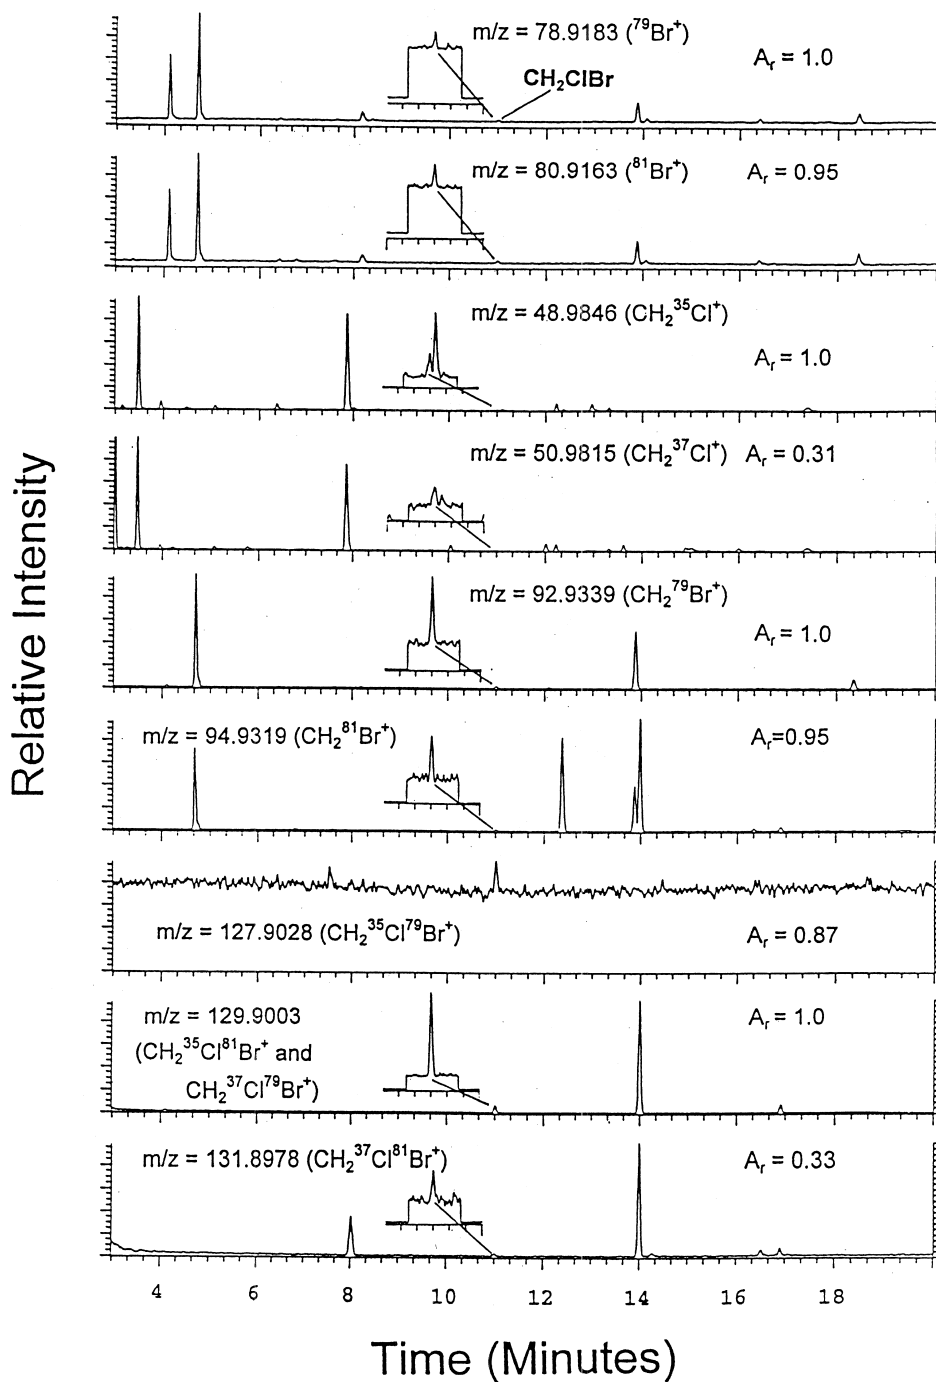 m/z = 78.9183 (⁷⁹Br⁺)
Aᵣ = 1.0
CH₂ClBr
m/z = 80.9163 (⁸¹Br⁺) Aᵣ = 0.95
m/z = 48.9846 (CH₂³⁵Cl⁺)
Aᵣ = 1.0
m/z = 50.9815 (CH₂³⁷Cl⁺) Aᵣ = 0.31
m/z = 92.9339 (CH₂⁷⁹Br⁺)
Aᵣ = 1.0
m/z = 94.9319 (CH₂⁸¹Br⁺) Aᵣ=0.95
m/z = 127.9028 (CH₂³⁵Cl⁷⁹Br⁺) Aᵣ = 0.87
m/z = 129.9003 Aᵣ = 1.0
(CH₂³⁵Cl⁸¹Br⁺ and
CH₂³⁷Cl⁷⁹Br⁺)
m/z = 131.8978 (CH₂³⁷Cl⁸¹Br⁺) Aᵣ = 0.33
Relative Intensity
4 6 8 10 12 14 16 18
Time (Minutes)